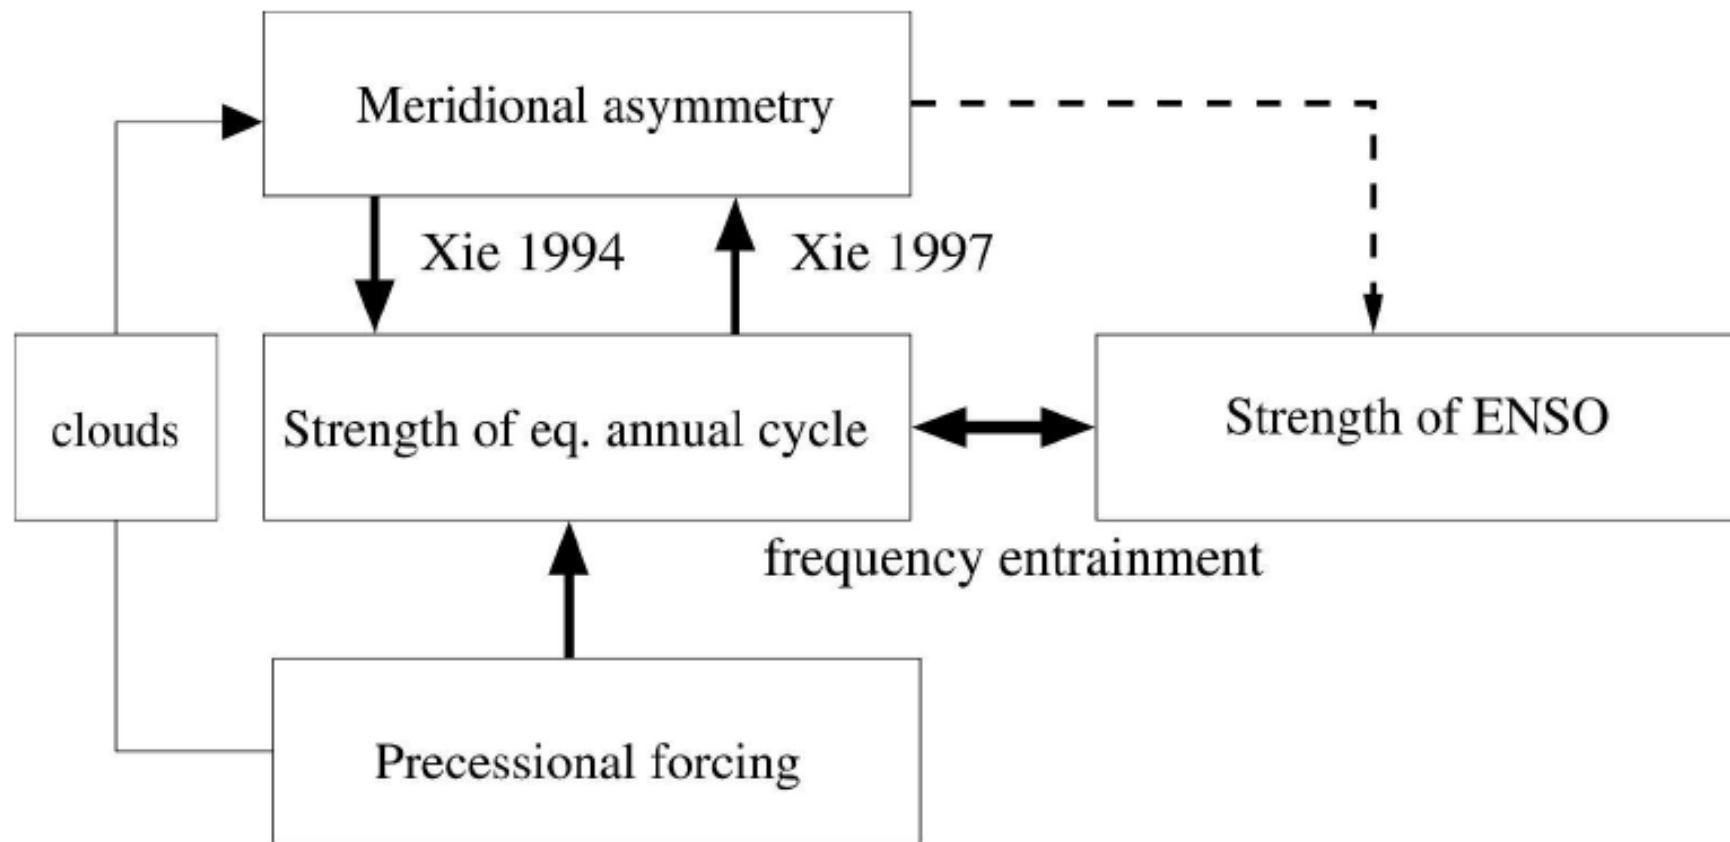 Meridional asymmetry
Xie 1994
Xie 1997
clouds
Strength of eq. annual cycle
Strength of ENSO
frequency entrainment
Precessional forcing